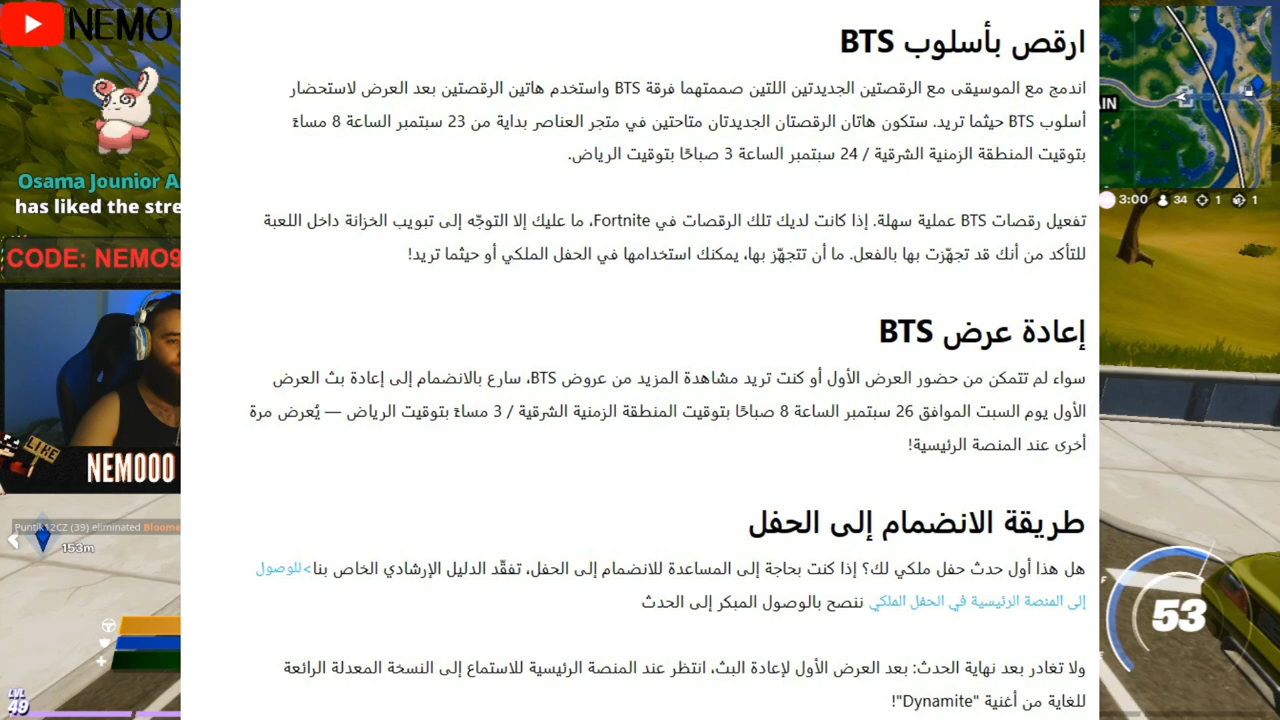 NEMO
Osama Jounior A
has liked the stre
CODE: NEMO9
LIKE
NEMOOO
Puntik12CZ (39) eliminated Bloome
153m
LVL
49
ارقص بأسلوب BTS
اندمج مع الموسيقى مع الرقصتين الجديدتين اللتين صممتهما فرقة BTS واستخدم هاتين الرقصتين بعد العرض لاستحضار
أسلوب BTS حيثما تريد. ستكون هاتان الرقصتان الجديدتان متاحتين في متجر العناصر بداية من 23 سبتمبر الساعة 8 مساءً
بتوقيت المنطقة الزمنية الشرقية / 24 سبتمبر الساعة 3 صباحًا بتوقيت الرياض.
تفعيل رقصات BTS عملية سهلة. إذا كانت لديك تلك الرقصات في Fortnite، ما عليك إلا التوجّه إلى تبويب الخزانة داخل اللعبة
للتأكد من أنك قد تجهّزت بها بالفعل. ما أن تتجهّز بها، يمكنك استخدامها في الحفل الملكي أو حيثما تريد!
إعادة عرض BTS
سواء لم تتمكن من حضور العرض الأول أو كنت تريد مشاهدة المزيد من عروض BTS، سارع بالانضمام إلى إعادة بث العرض
الأول يوم السبت الموافق 26 سبتمبر الساعة 8 صباحًا بتوقيت المنطقة الزمنية الشرقية / 3 مساءً بتوقيت الرياض — يُعرض مرة
أخرى عند المنصة الرئيسية!
طريقة الانضمام إلى الحفل
هل هذا أول حدث حفل ملكي لك؟ إذا كنت بحاجة إلى المساعدة للانضمام إلى الحفل، تفقّد الدليل الإرشادي الخاص بنا>للوصول
إلى المنصة الرئيسية في الحفل الملكي ننصح بالوصول المبكر إلى الحدث
ولا تغادر بعد نهاية الحدث: بعد العرض الأول لإعادة البث، انتظر عند المنصة الرئيسية للاستماع إلى النسخة المعدلة الرائعة
للغاية من أغنية "Dynamite"!
AIN
3:00 34 1 1
53